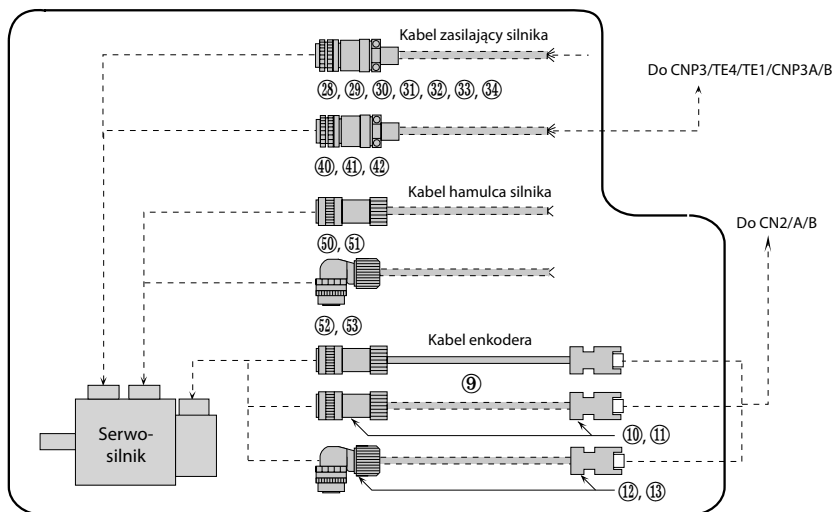 Kabel zasilający silnika
Do CNP3/TE4/TE1/CNP3A/B
㉘, ㉙, ㉚, ㉛, ㉜, ㉝, ㉞
㊵, ㊶, ㊷
Kabel hamulca silnika
Do CN2/A/B
㊿, 51
52, 53
Kabel enkodera
⑨
⑩, ⑪
⑫, ⑬
Serwo-
silnik